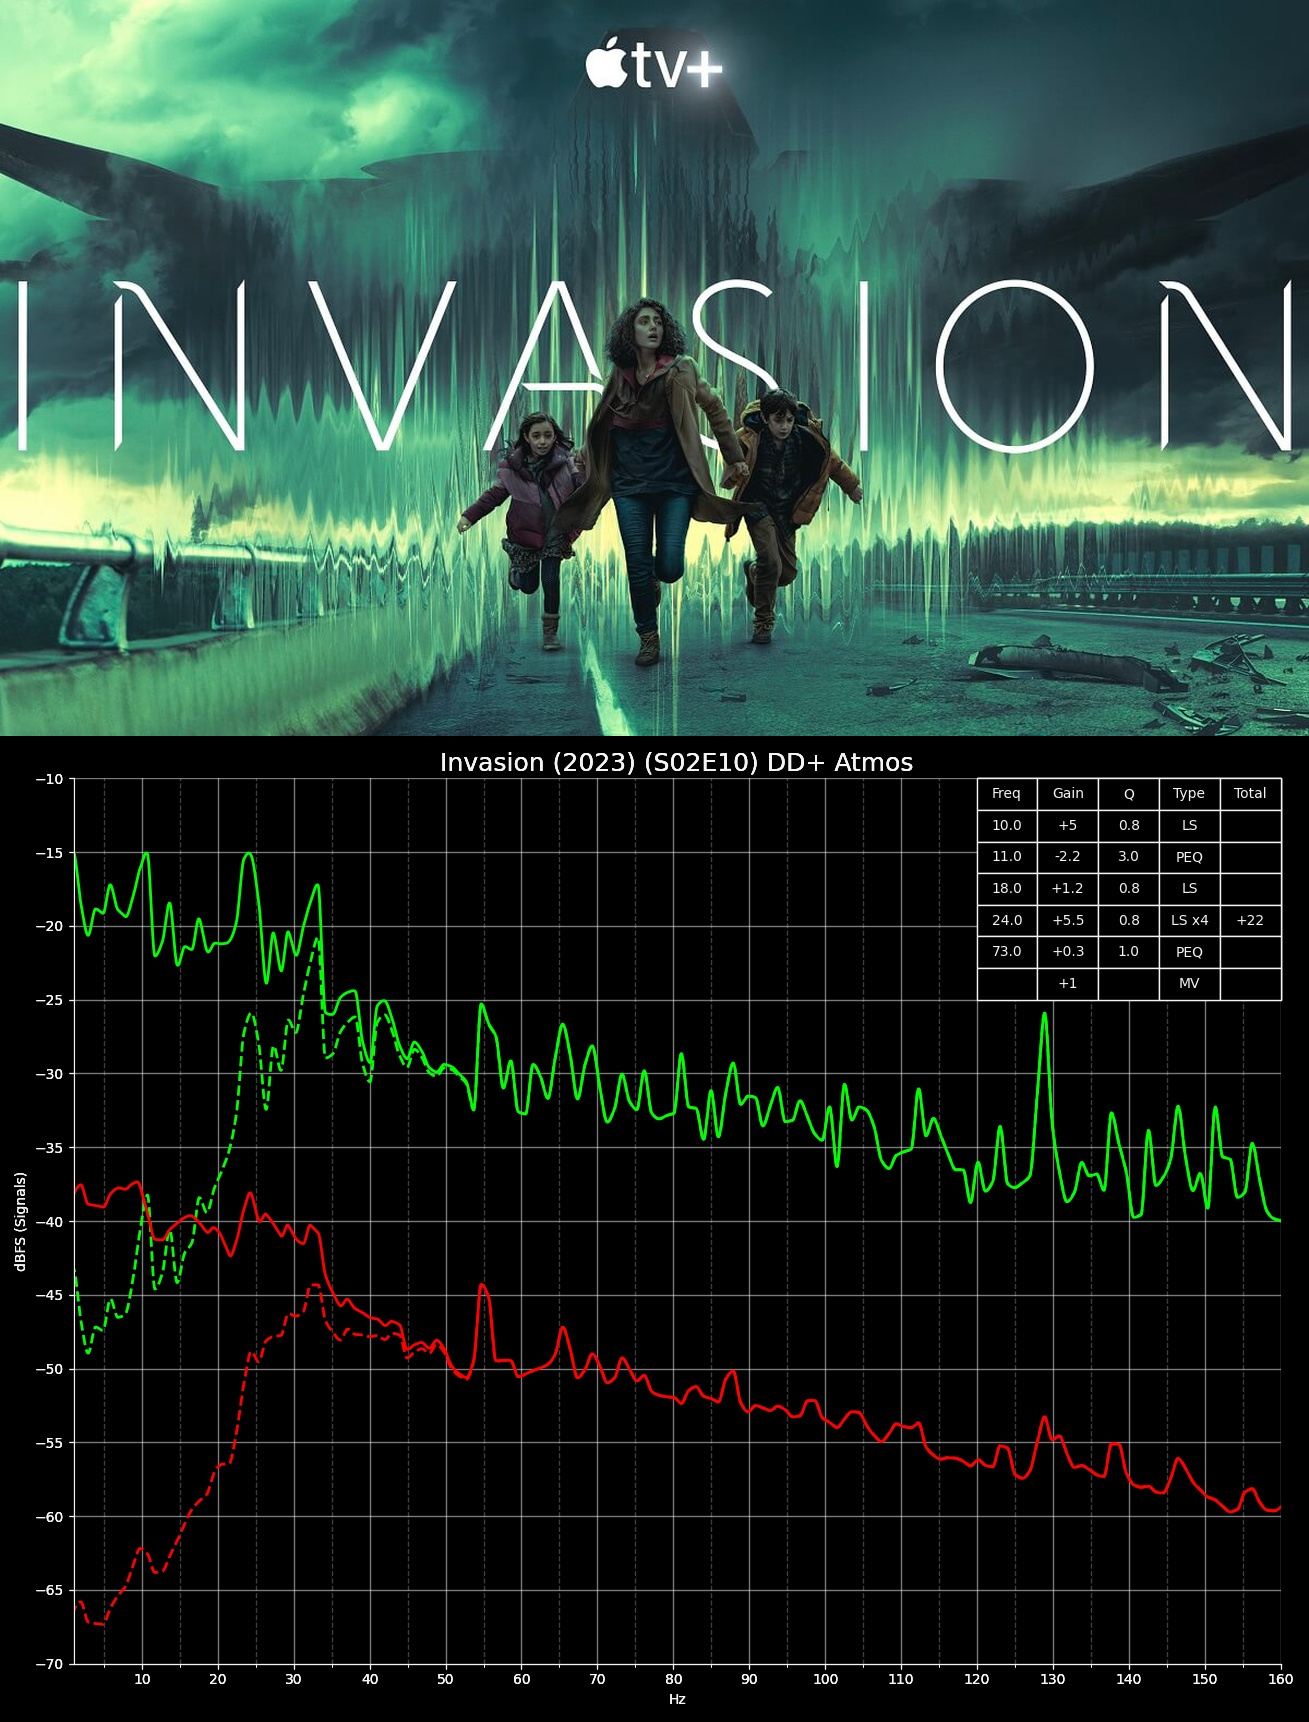 tv+
INVASION
Invasion (2023) (S02E10) DD+ Atmos
Freq Gain Q Type Total
10.0 +5 0.8 LS
11.0 -2.2 3.0 PEQ
18.0 +1.2 0.8 LS
24.0 +5.5 0.8 LS x4 +22
73.0 +0.3 1.0 PEQ
+1 MV
−10
−15
−20
−25
−30
−35
−40
−45
−50
−55
−60
−65
−70
dBFS (Signals)
10 20 30 40 50 60 70 80 90 100 110 120 130 140 150 160
Hz